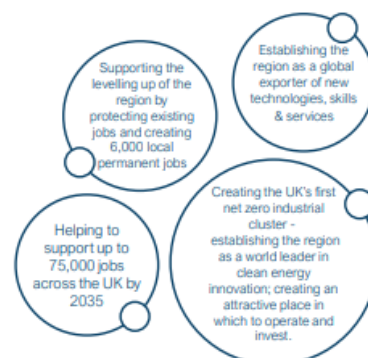 Supporting the
levelling up of the
region by
protecting existing
jobs and creating
6,000 local
permanent jobs
Establishing the
region as a global
exporter of new
technologies, skills
& services
Helping to
support up to
75,000 jobs
across the UK by
2035
Creating the UK's first
net zero industrial
cluster -
establishing the region
as a world leader in
clean energy
innovation; creating an
attractive place in
which to operate and
invest.